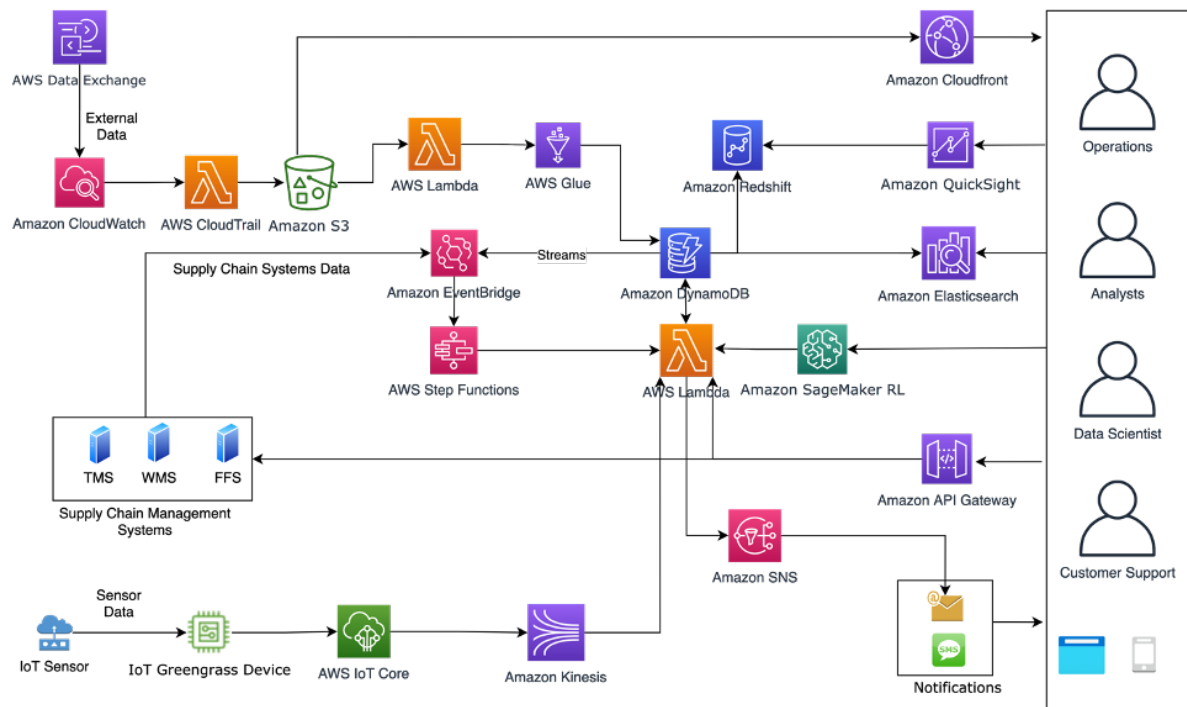 AWS Data Exchange
Amazon Cloudfront
External
Data
Operations
AWS Lambda
AWS Glue
Amazon Redshift
Amazon QuickSight
Amazon CloudWatch
AWS CloudTrail
Amazon S3
Supply Chain Systems Data
Streams
Amazon EventBridge
Amazon DynamoDB
Amazon Elasticsearch
Analysts
AWS Step Functions
AWS Lambda
Amazon SageMaker RL
Data Scientist
TMS
WMS
FFS
Amazon API Gateway
Supply Chain Management
Systems
Amazon SNS
Customer Support
Sensor
Data
@
SMS
IoT Sensor
IoT Greengrass Device
AWS IoT Core
Amazon Kinesis
Notifications